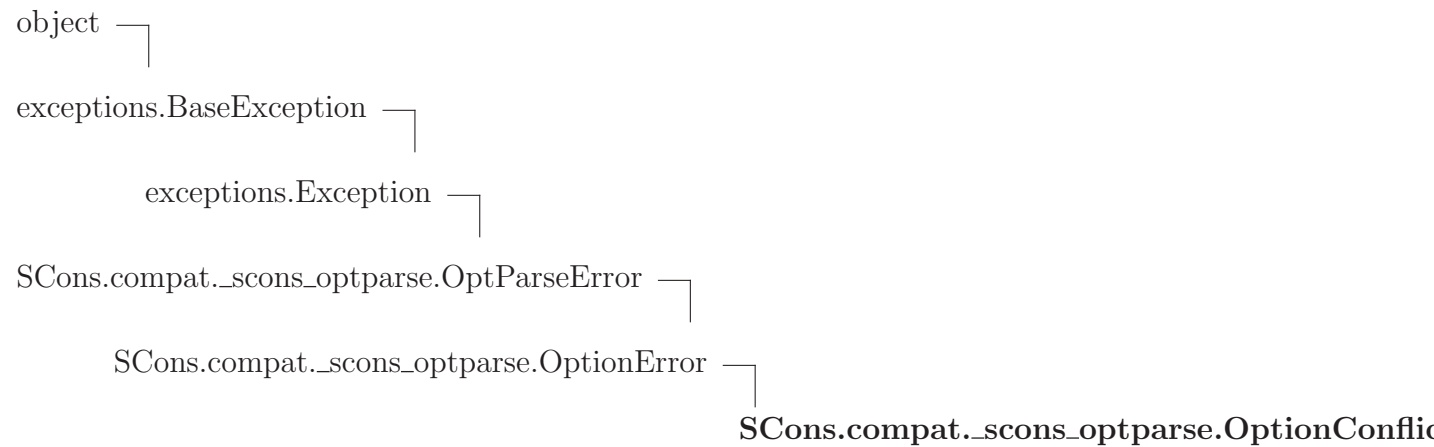 object
exceptions.BaseException
exceptions.Exception
SCons.compat._scons_optparse.OptParseError
SCons.compat._scons_optparse.OptionError
SCons.compat._scons_optparse.OptionConflic